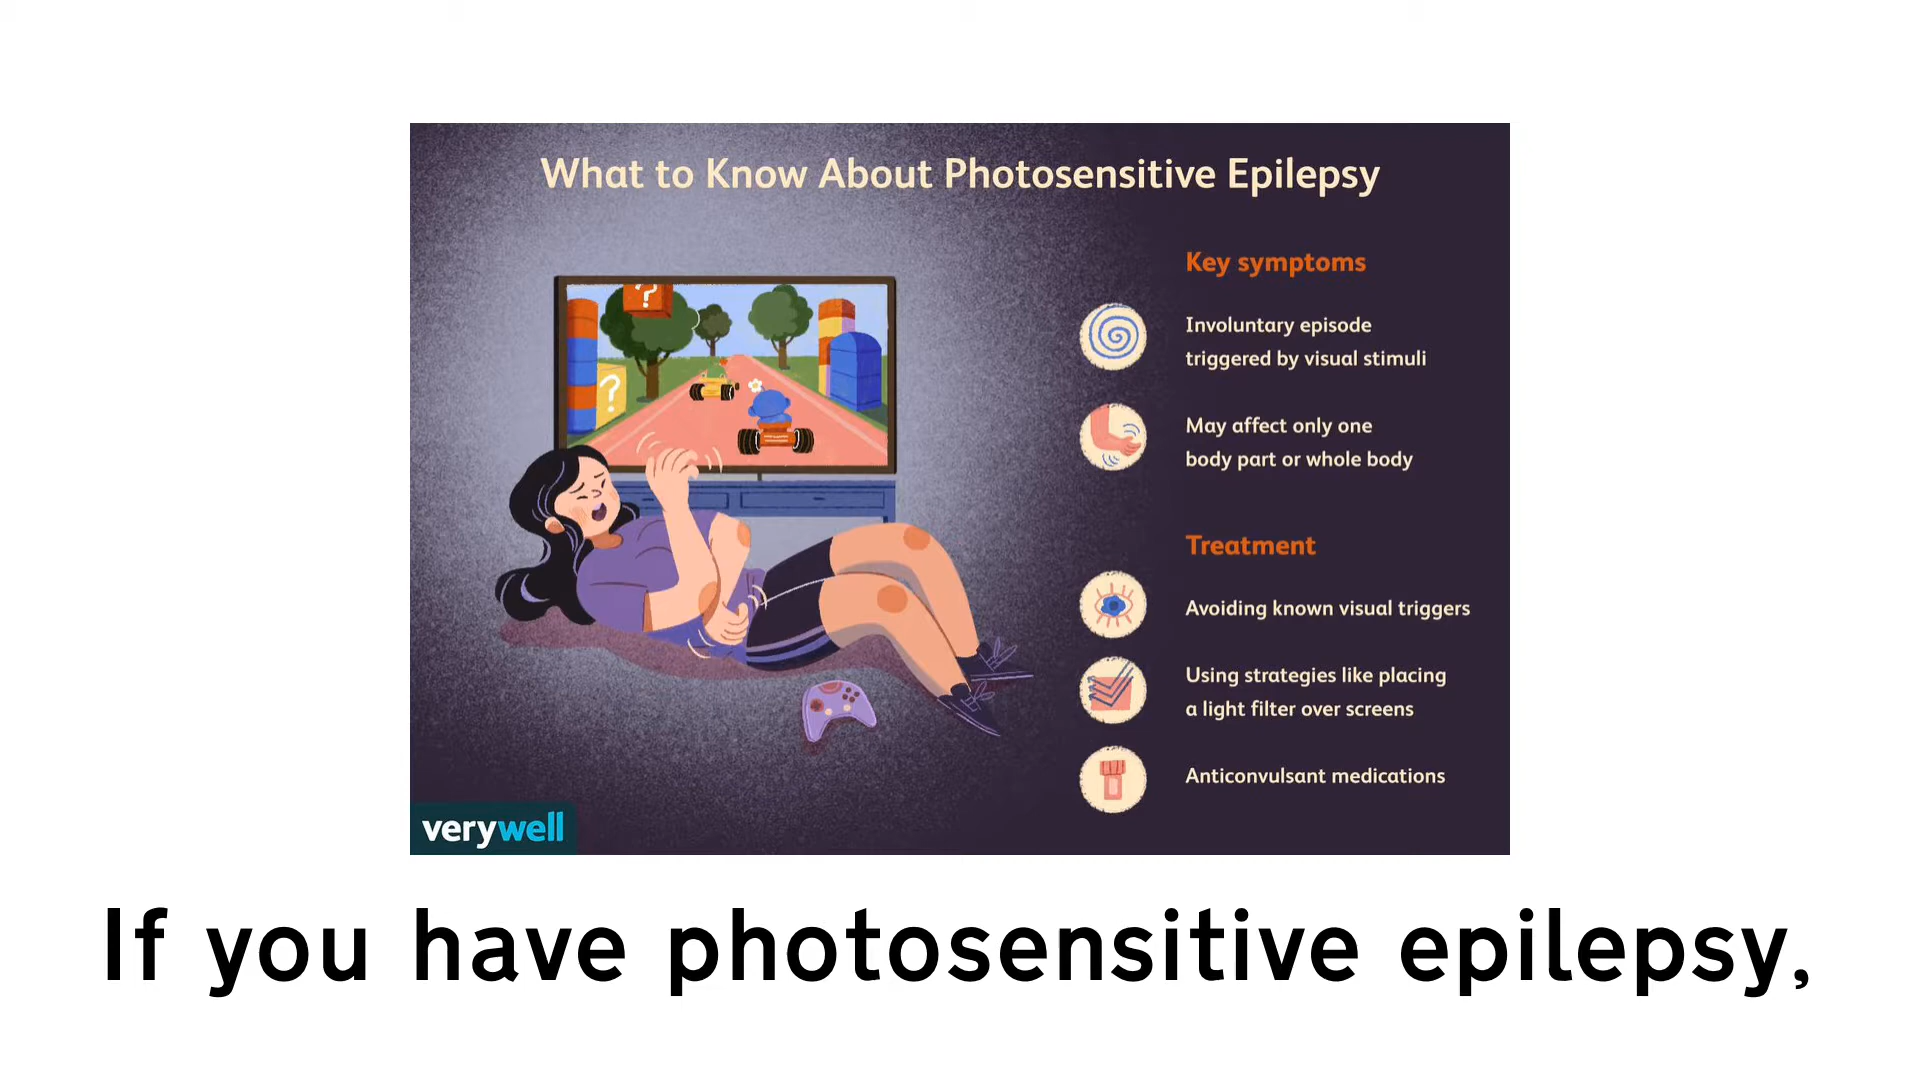 What to Know About Photosensitive Epilepsy
Key symptoms
Involuntary episode
triggered by visual stimuli
May affect only one
body part or whole body
Treatment
Avoiding known visual triggers
Using strategies like placing
a light filter over screens
Anticonvulsant medications
?
?
verywell
If you have photosensitive epilepsy,